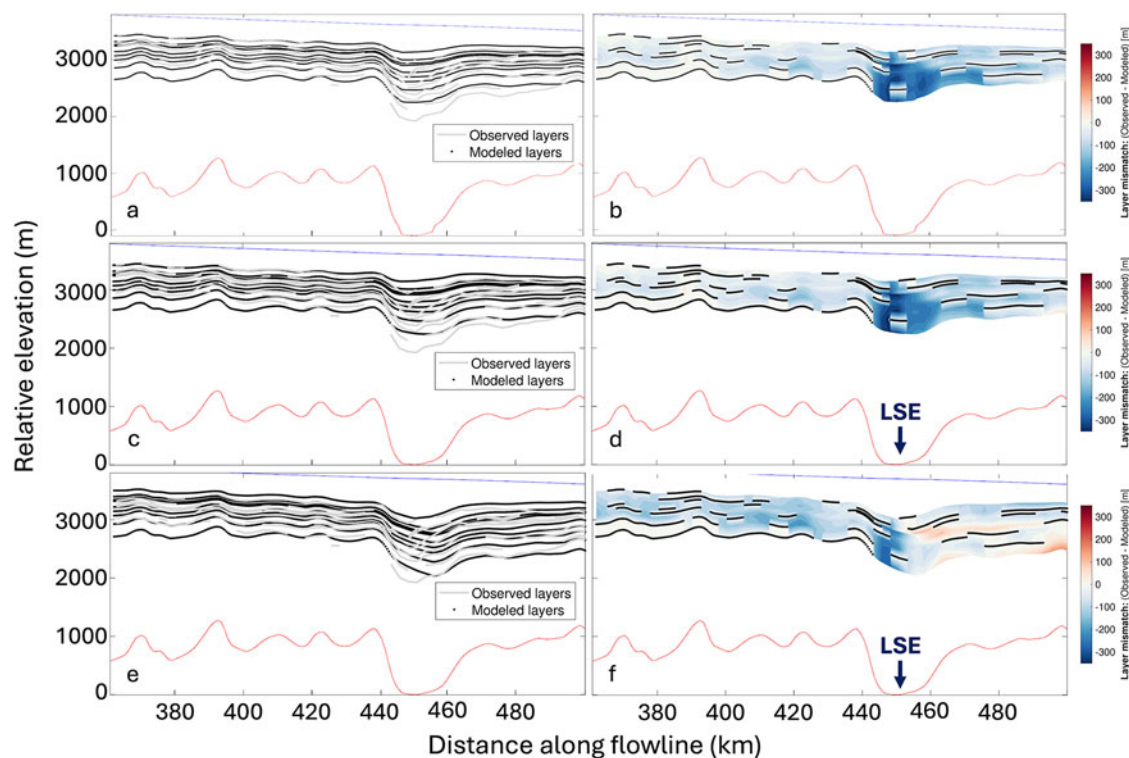 3000
2000
1000
0
Observed layers
Modeled layers
a
b
300
200
100
0
-100
-200
-300
Layer mismatch: (Observed - Modeled) [m]
Relative elevation (m)
3000
2000
1000
0
Observed layers
Modeled layers
c
LSE
d
300
200
100
0
-100
-200
-300
Layer mismatch: (Observed - Modeled) [m]
3000
2000
1000
0
Observed layers
Modeled layers
e
LSE
f
300
200
100
0
-100
-200
-300
Layer mismatch: (Observed - Modeled) [m]
380 400 420 440 460 480 380 400 420 440 460 480
Distance along flowline (km)